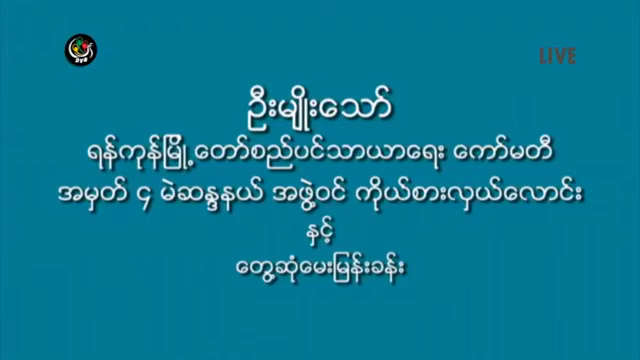 DVB
LIVE
ဦးမျိုးသော်
ရန်ကုန်မြို့တော်စည်ပင်သာယာရေး ကော်မတီ
အမှတ် ၄ မဲဆန္ဒနယ် အဖွဲ့ဝင် ကိုယ်စားလှယ်လောင်း
နှင့်
တွေ့ဆုံမေးမြန်းခန်း